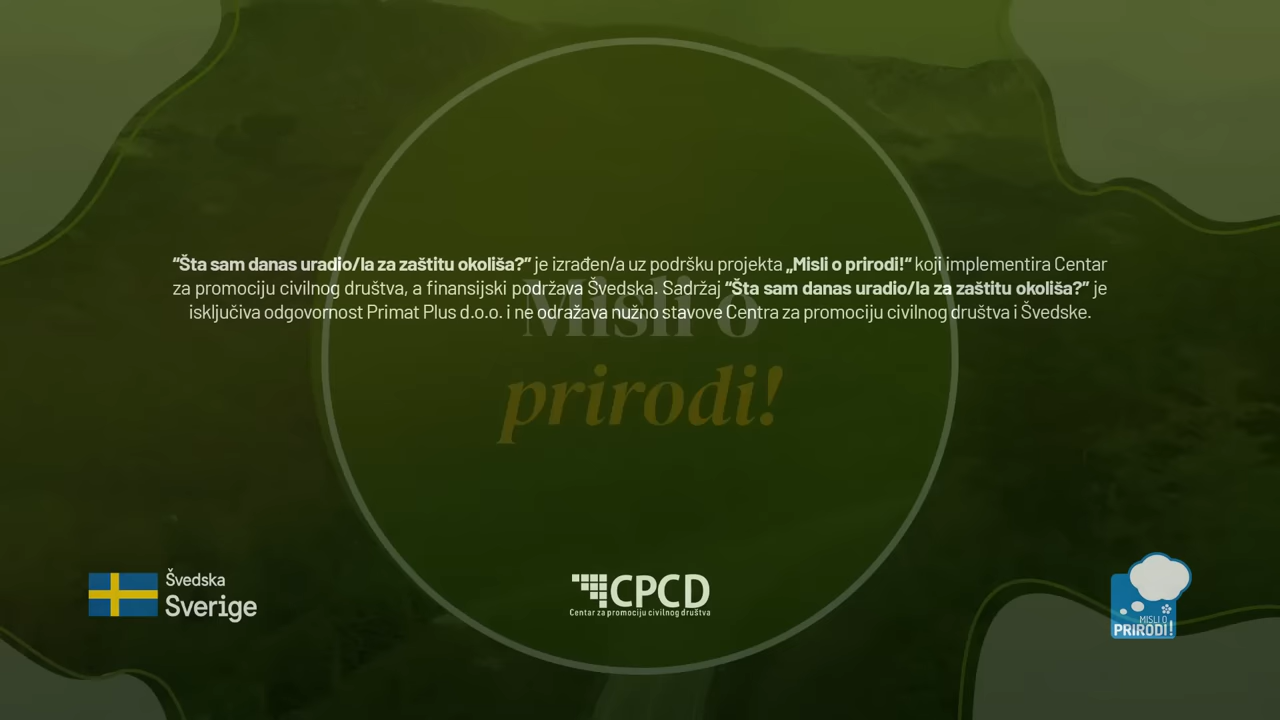 “Šta sam danas uradio/la za zaštitu okoliša?” je izrađen/a uz podršku projekta „Misli o prirodi!“ koji implementira Centar
za promociju civilnog društva, a finansijski podržava Švedska. Sadržaj “Šta sam danas uradio/la za zaštitu okoliša?” je
isključiva odgovornost Primat Plus d.o.o. i ne odražava nužno stavove Centra za promociju civilnog društva i Švedske.
Misli o
prirodi!
Švedska
Sverige
CPCD
Centar za promociju civilnog društva
MISLI O
PRIRODI!